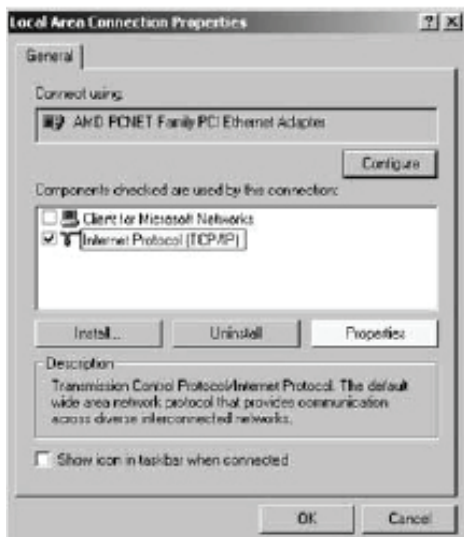 Local Area Connection Properties
General
Connect using:
AMD PCNET Family PCI Ethernet Adapter
Configure
Components checked are used by this connection:
Client for Microsoft Networks
Internet Protocol (TCP/IP)
Install...
Uninstall
Properties
Description
Transmission Control Protocol/Internet Protocol. The default
wide area network protocol that provides communication
across diverse interconnected networks.
Show icon in taskbar when connected
OK
Cancel